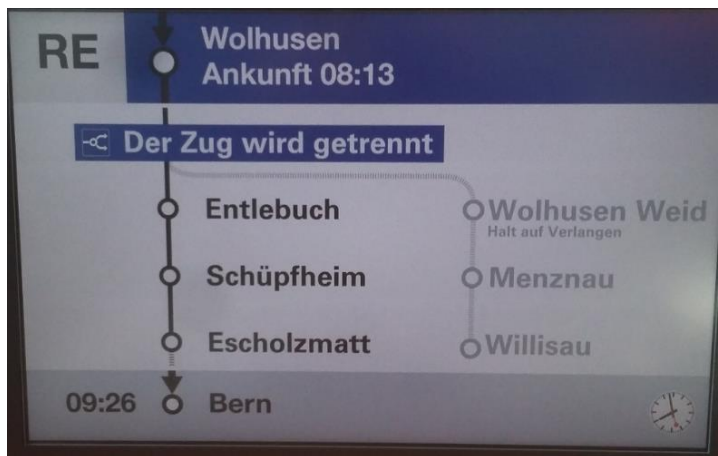 RE
Wolhusen
Ankunft 08:13
Der Zug wird getrennt
Entlebuch
Wolhusen Weid
Halt auf Verlangen
Schüpfheim
Menznau
Escholzmatt
Willisau
09:26 Bern